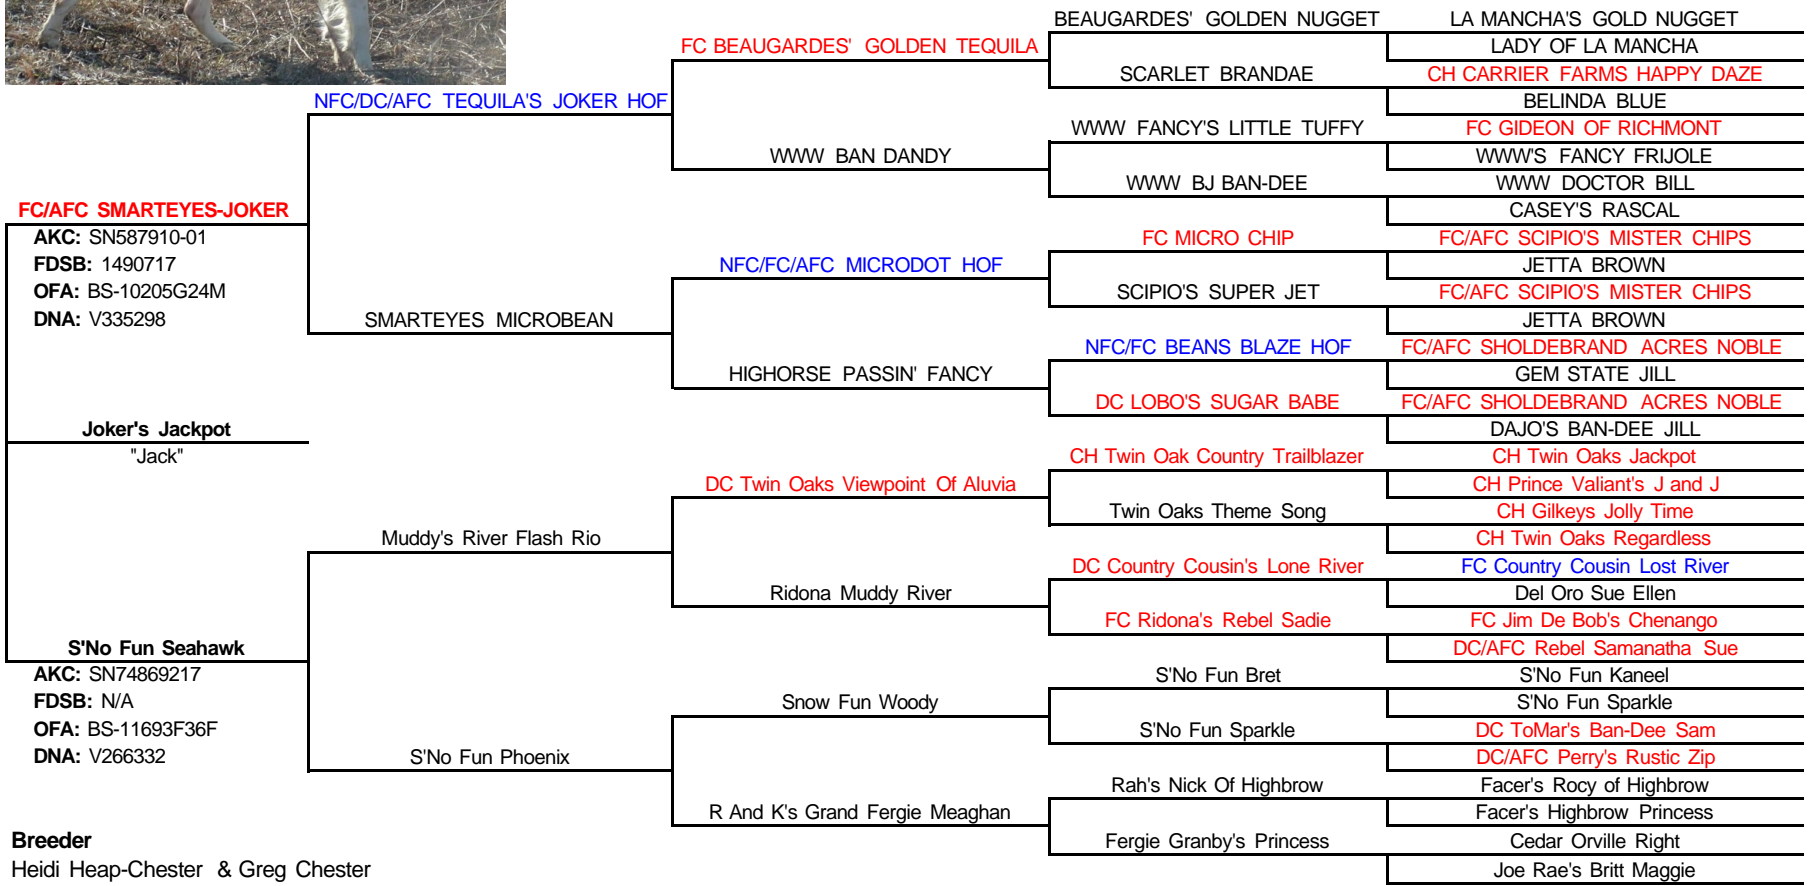 BEAUGARDES' GOLDEN NUGGET
LA MANCHA'S GOLD NUGGET
FC BEAUGARDES' GOLDEN TEQUILA
LADY OF LA MANCHA
SCARLET BRANDAE
CH CARRIER FARMS HAPPY DAZE
NFC/DC/AFC TEQUILA'S JOKER HOF
BELINDA BLUE
WWW FANCY'S LITTLE TUFFY
FC GIDEON OF RICHMONT
WWW BAN DANDY
WWW'S FANCY FRIJOLE
WWW BJ BAN-DEE
WWW DOCTOR BILL
FC/AFC SMARTEYES-JOKER
CASEY'S RASCAL
AKC: SN587910-01
FC MICRO CHIP
FC/AFC SCIPIO'S MISTER CHIPS
FDSB: 1490717
NFC/FC/AFC MICRODOT HOF
JETTA BROWN
OFA: BS-10205G24M
SCIPIO'S SUPER JET
FC/AFC SCIPIO'S MISTER CHIPS
DNA: V335298
SMARTEYES MICROBEAN
JETTA BROWN
NFC/FC BEANS BLAZE HOF
FC/AFC SHOLDEBRAND ACRES NOBLE
HIGHORSE PASSIN' FANCY
GEM STATE JILL
DC LOBO'S SUGAR BABE
FC/AFC SHOLDEBRAND ACRES NOBLE
Joker's Jackpot
DAJO'S BAN-DEE JILL
"Jack"
CH Twin Oak Country Trailblazer
CH Twin Oaks Jackpot
DC Twin Oaks Viewpoint Of Aluvia
CH Prince Valiant's J and J
Twin Oaks Theme Song
CH Gilkeys Jolly Time
Muddy's River Flash Rio
CH Twin Oaks Regardless
DC Country Cousin's Lone River
FC Country Cousin Lost River
Ridona Muddy River
Del Oro Sue Ellen
FC Ridona's Rebel Sadie
FC Jim De Bob's Chenango
S'No Fun Seahawk
DC/AFC Rebel Samanatha Sue
AKC: SN74869217
S'No Fun Bret
S'No Fun Kaneel
FDSB: N/A
Snow Fun Woody
S'No Fun Sparkle
OFA: BS-11693F36F
S'No Fun Sparkle
DC ToMar's Ban-Dee Sam
DNA: V266332
S'No Fun Phoenix
DC/AFC Perry's Rustic Zip
Rah's Nick Of Highbrow
Facer's Rocy of Highbrow
R And K's Grand Fergie Meaghan
Facer's Highbrow Princess
Breeder
Fergie Granby's Princess
Cedar Orville Right
Heidi Heap-Chester & Greg Chester
Joe Rae's Britt Maggie